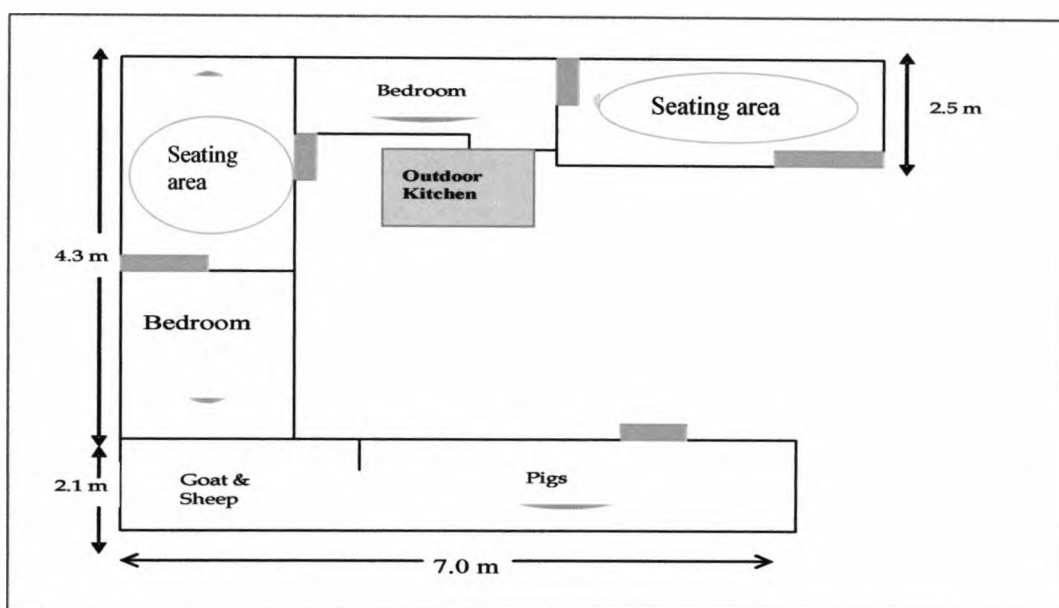 Bedroom
Seating area
2.5 m
Seating
area
Outdoor
Kitchen
4.3 m
Bedroom
2.1 m
Goat &
Sheep
Pigs
7.0 m